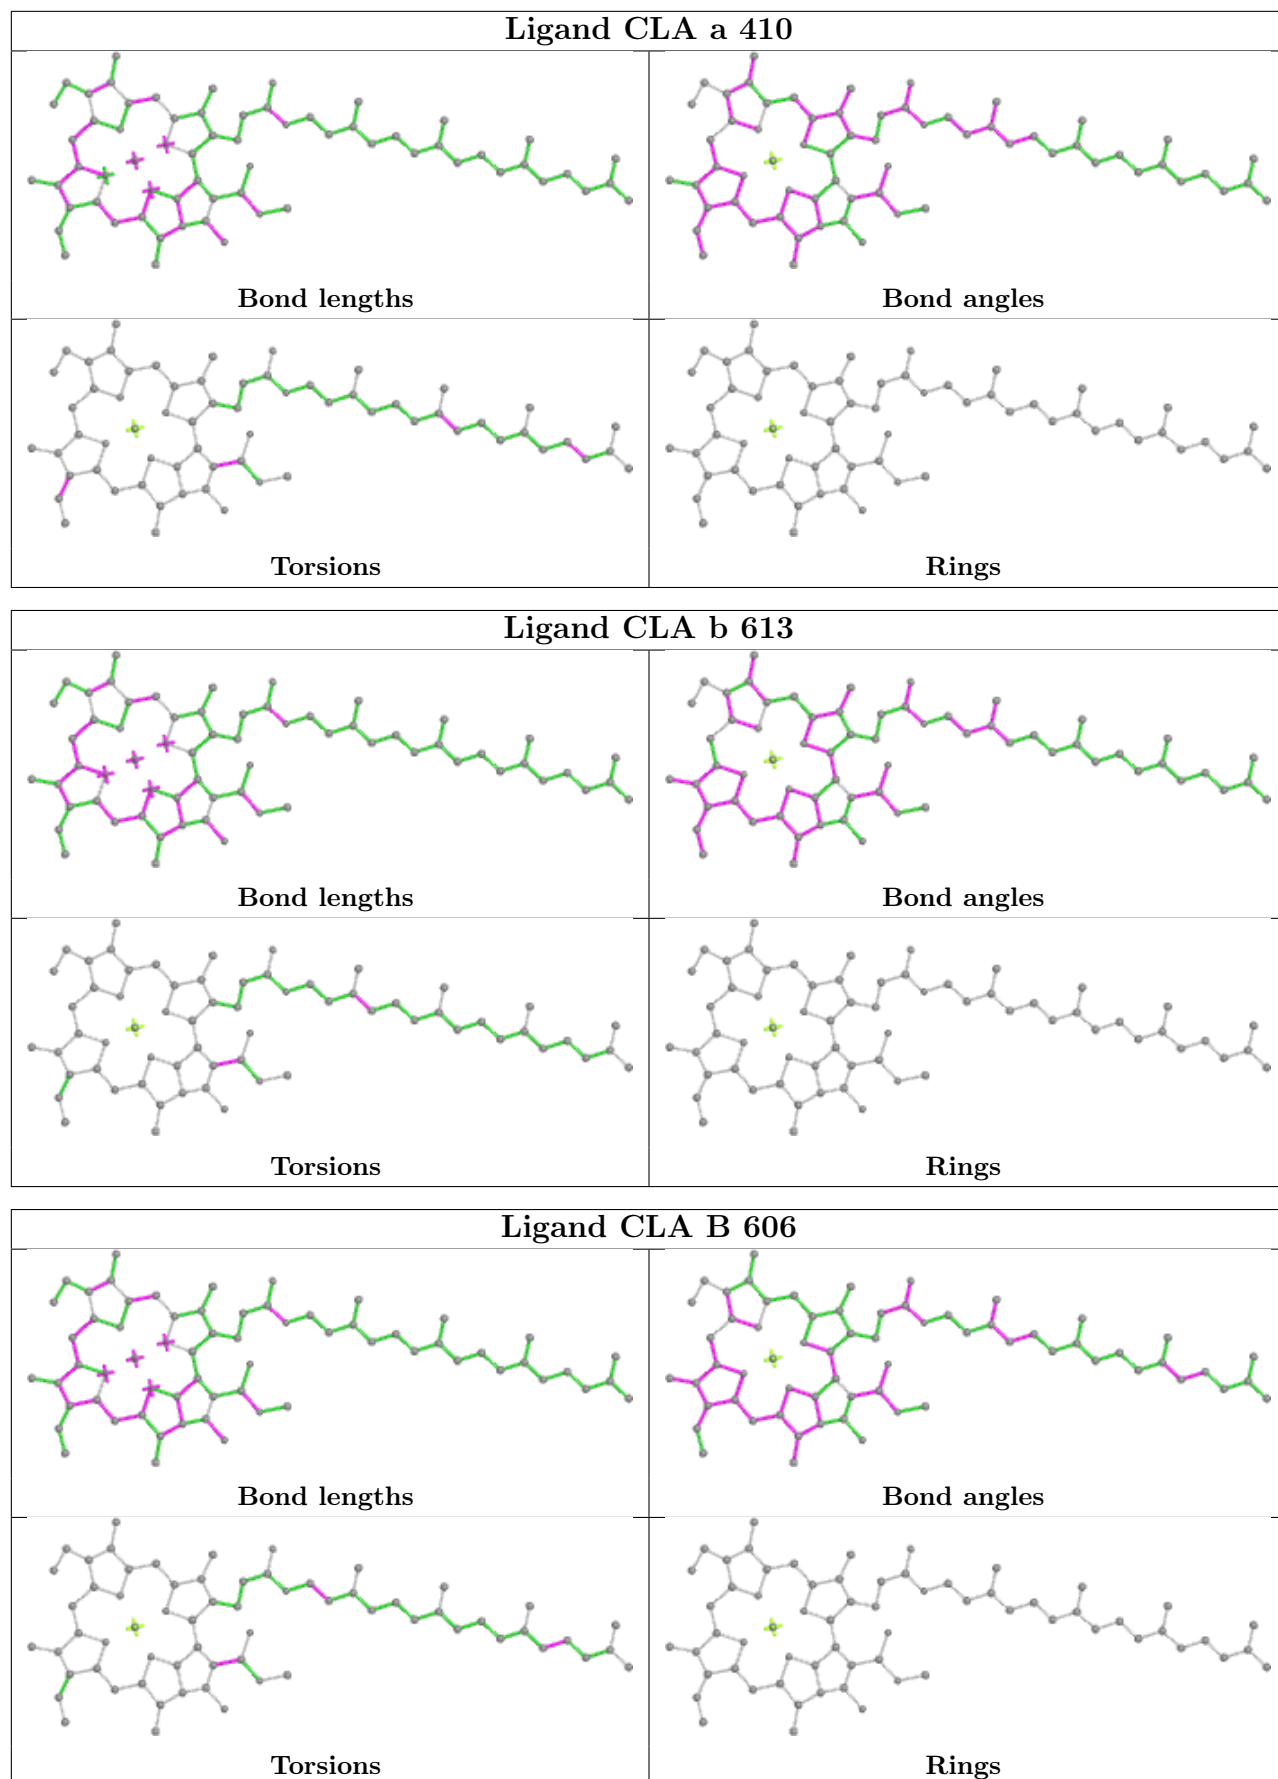 Ligand CLA a 410
Bond lengths
Bond angles
Torsions
Rings
Ligand CLA b 613
Bond lengths
Bond angles
Torsions
Rings
Ligand CLA B 606
Bond lengths
Bond angles
Torsions
Rings